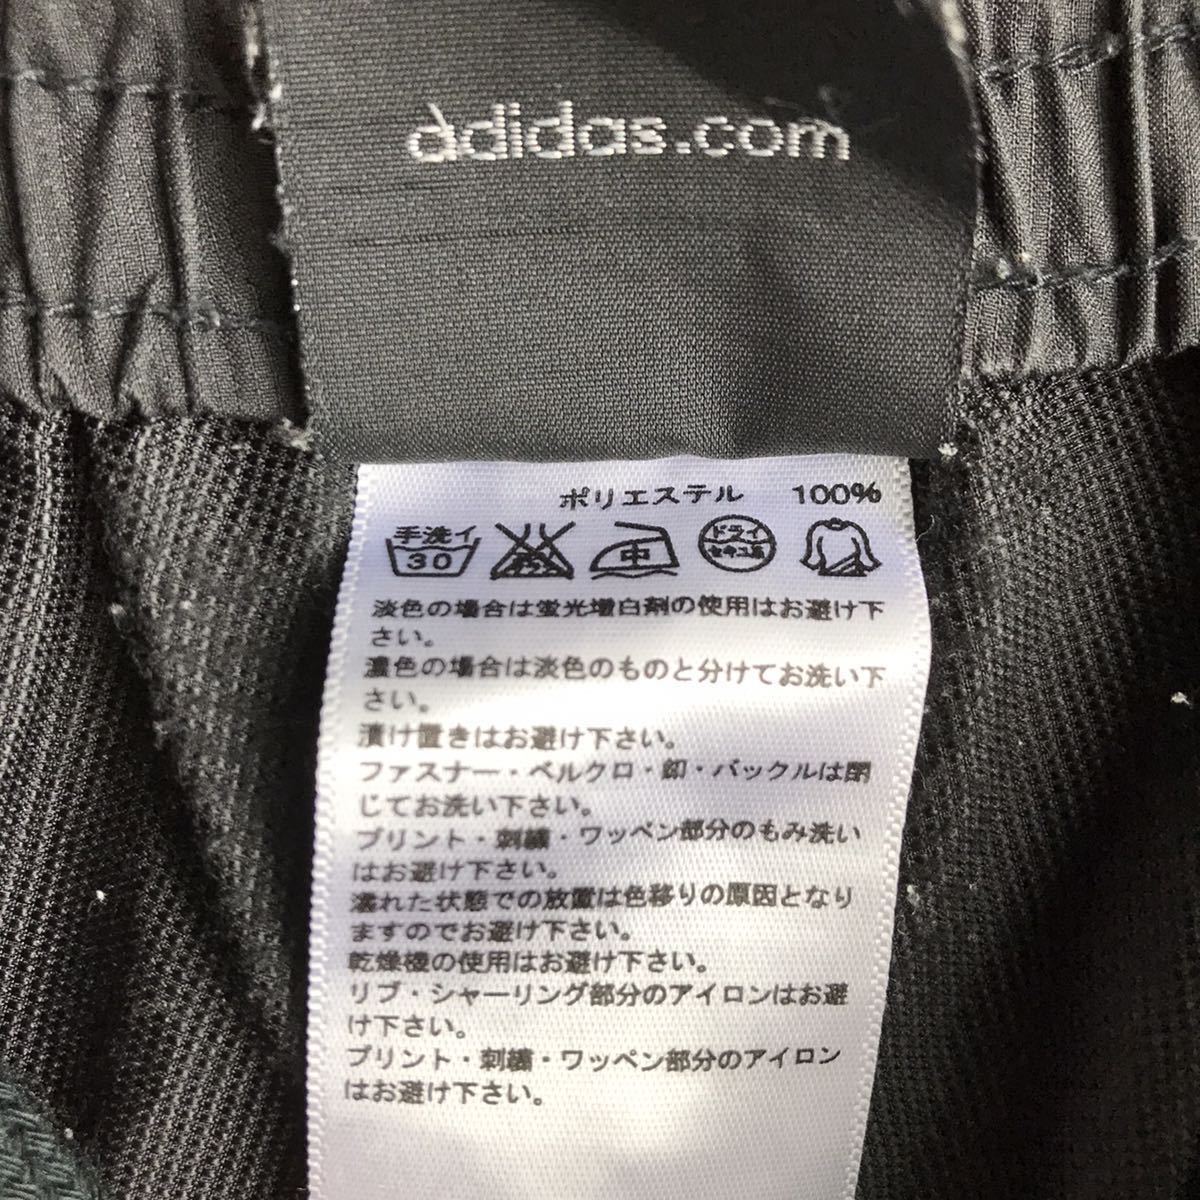 adidas.com
ポリエステル 100%
手洗イ
30
中
ドライ
セキユ系
淡色の場合は蛍光増白剤の使用はお避け下
さい。
濃色の場合は淡色のものと分けてお洗い下
さい。
漬け置きはお避け下さい。
ファスナー・ベルクロ・釦・バックルは閉
じてお洗い下さい。
プリント・刺繍・ワッペン部分のもみ洗い
はお避け下さい。
濡れた状態での放置は色移りの原因となり
ますのでお避け下さい。
乾燥機の使用はお避け下さい。
リブ・シャーリング部分のアイロンはお避
け下さい。
プリント・刺繍・ワッペン部分のアイロン
はお避け下さい。